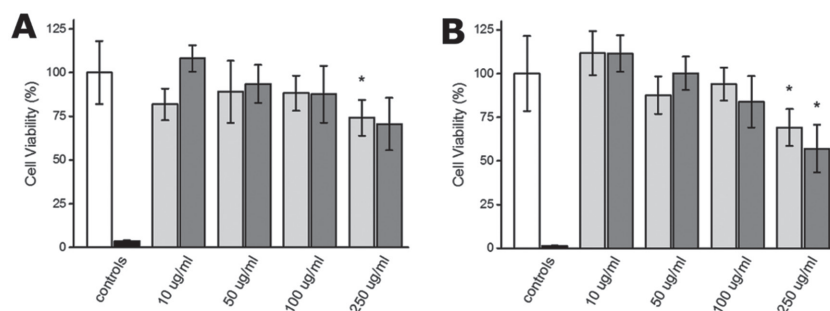 A
Cell Viability (%)
125
100
75
50
25
0
*
controls
10 ug/ml
50 ug/ml
100 ug/ml
250 ug/ml
B
Cell Viability (%)
125
100
75
50
25
0
*
*
controls
10 ug/ml
50 ug/ml
100 ug/ml
250 ug/ml